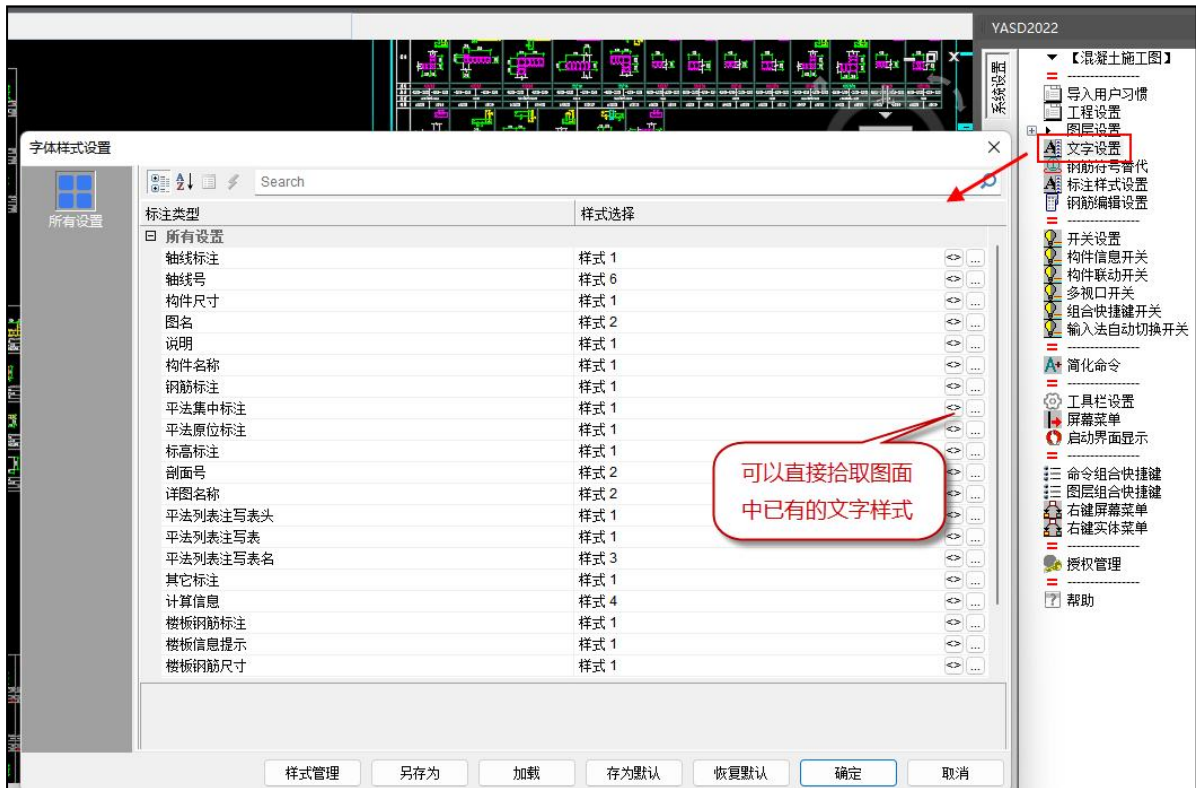 YASD2022
系统设置
【混凝土施工图】
导入用户习惯
工程设置
图层设置
文字设置
钢筋符号替代
标注样式设置
钢筋编辑设置
开关设置
构件信息开关
构件联动开关
多视口开关
组合快捷键开关
输入法自动切换开关
简化命令
工具栏设置
屏幕菜单
启动界面显示
命令组合快捷键
图层组合快捷键
右键屏幕菜单
右键实体菜单
授权管理
帮助
字体样式设置
所有设置
Search
标注类型 样式选择
所有设置
轴线标注 样式 1
轴线号 样式 6
构件尺寸 样式 1
图名 样式 2
说明 样式 1
构件名称 样式 1
钢筋标注 样式 1
平法集中标注 样式 1
平法原位标注 样式 1
标高标注 样式 1
剖面号 样式 2
详图名称 样式 2
平法列表注写表头 样式 1
平法列表注写表 样式 1
平法列表注写表名 样式 3
其它标注 样式 1
计算信息 样式 4
楼板钢筋标注 样式 1
楼板信息提示 样式 1
楼板钢筋尺寸 样式 1
可以直接拾取图面
中已有的文字样式
样式管理 另存为 加载 存为默认 恢复默认 确定 取消